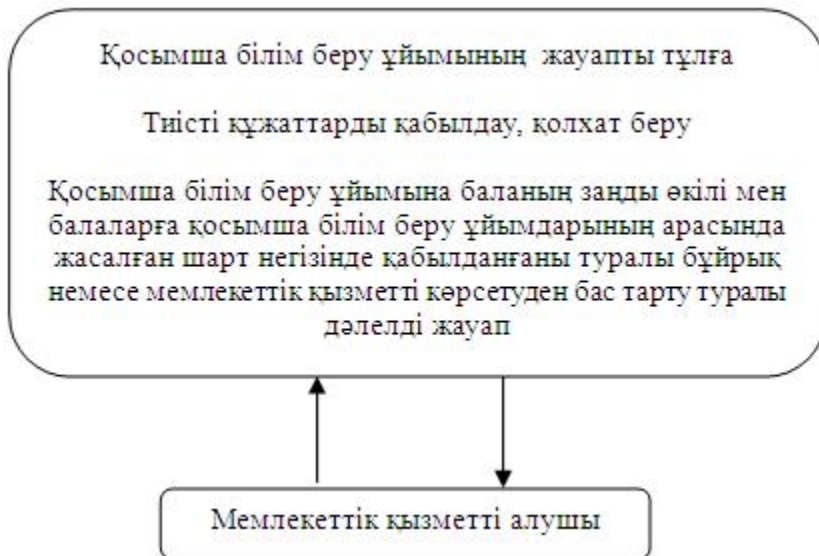 Қосымша білім беру ұйымының жауапты тұлға
Тиісті құжаттарды қабылдау, қолхат беру
Қосымша білім беру ұйымына баланың заңды өкілі мен
балаларға қосымша білім беру ұйымдарының арасында
жасалған шарт негізінде қабылданғаны туралы бұйрық
немесе мемлекеттік қызметті көрсетуден бас тарту туралы
дәлелді жауап
Мемлекеттік қызметті алушы